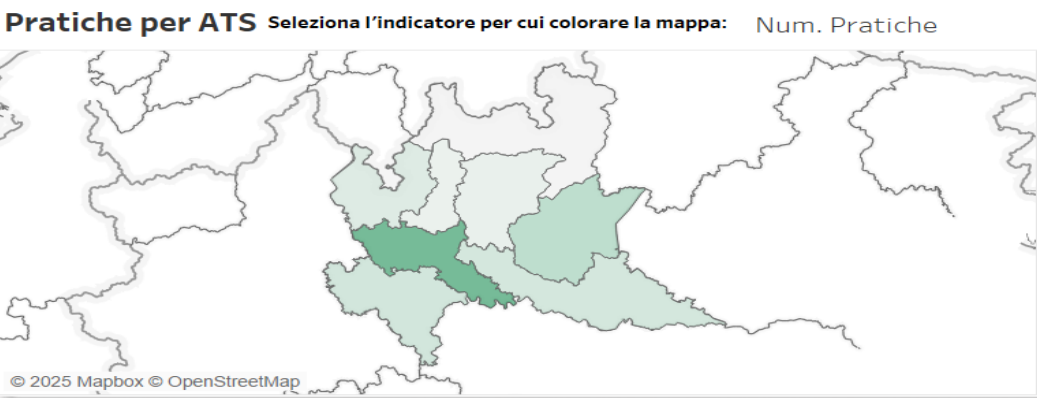 Pratiche per ATS Seleziona l'indicatore per cui colorare la mappa: Num. Pratiche
© 2025 Mapbox © OpenStreetMap